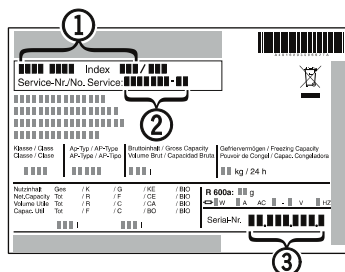 1
Index /
Service-Nr./No. Service: -
2
Klasse / Class
Classe / Clase
Ap-Typ / AP-Type
AP-Type / AP-Tipo
Bruttoinhalt / Gross Capacity
Volume Brut / Capacidad Bruta
Gefriervermögen / Freezing Capacity
Pouvoir de Congel / Capac. Congeladora
l
kg / 24 h
Nutzinhalt Ges / K / G / KE / BIO
Net.Capacity Tot / R / F / CE / BIO
Volume Utile Tot / R / C / CA / BIO
Capac. Util Tot / F / C / BO / BIO
l l
R 600a: g
W A AC - V HZ
Serial-Nr. . . .
3